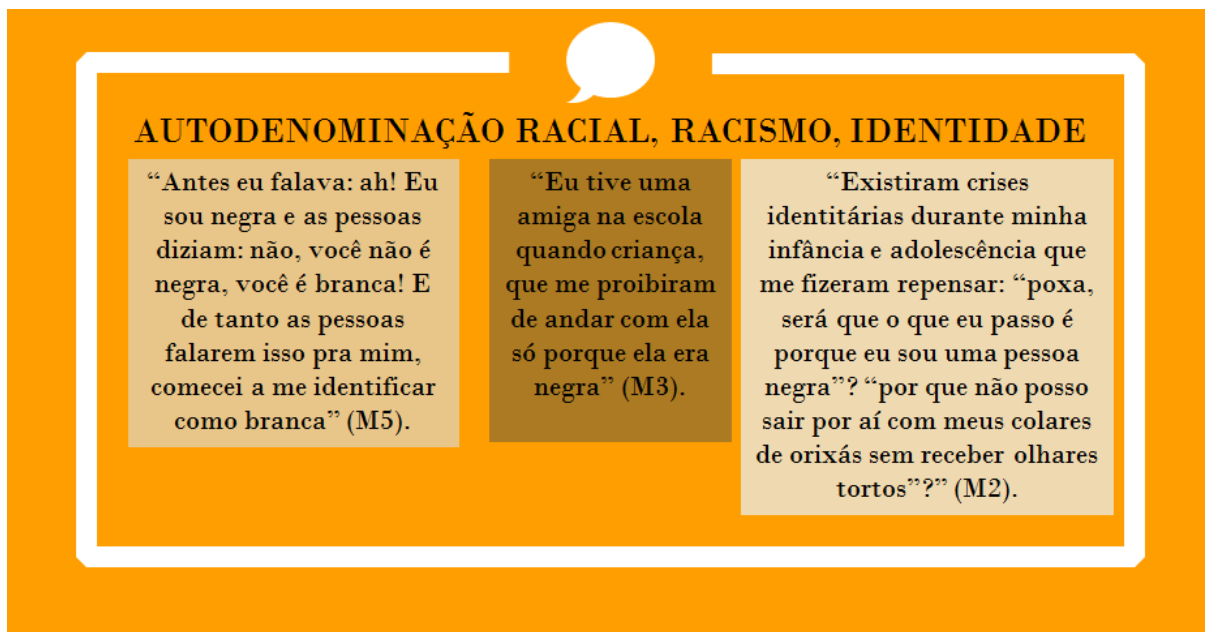 AUTODENOMINAÇÃO RACIAL, RACISMO, IDENTIDADE
“Antes eu falava: ah! Eu
sou negra e as pessoas
diziam: não, você não é
negra, você é branca! E
de tanto as pessoas
falarem isso pra mim,
comecei a me identificar
como branca” (M5).
“Eu tive uma
amiga na escola
quando criança,
que me proibiram
de andar com ela
só porque ela era
negra” (M3).
“Existiram crises
identitárias durante minha
infância e adolescência que
me fizeram repensar: “poxa,
será que o que eu passo é
porque eu sou uma pessoa
negra”? “por que não posso
sair por aí com meus colares
de orixás sem receber olhares
tortos”?” (M2).